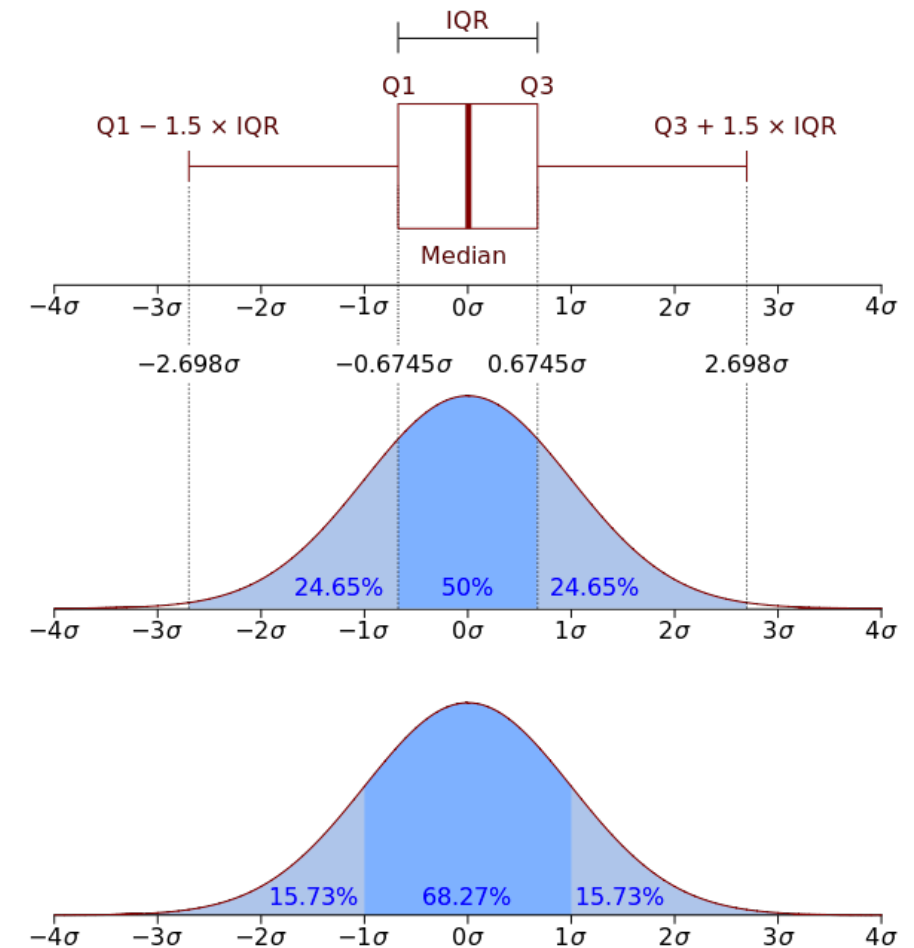 IQR
Q1 Q3
Q1 − 1.5 × IQR Q3 + 1.5 × IQR
Median
−4σ −3σ −2σ −1σ 0σ 1σ 2σ 3σ 4σ
−2.698σ −0.6745σ 0.6745σ 2.698σ
24.65% 50% 24.65%
−4σ −3σ −2σ −1σ 0σ 1σ 2σ 3σ 4σ
15.73% 68.27% 15.73%
−4σ −3σ −2σ −1σ 0σ 1σ 2σ 3σ 4σ